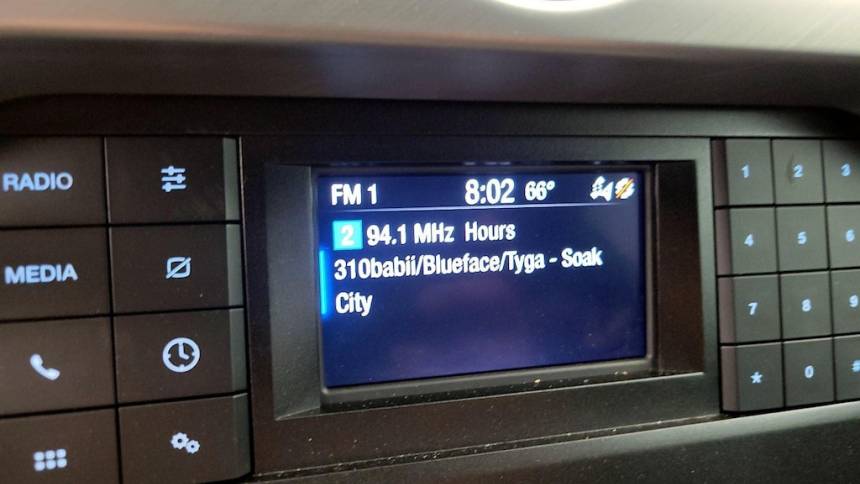 RADIO
MEDIA
FM 1 8:02 66°
2 94.1 MHz Hours
310babii/Blueface/Tyga - Soak
City
1 2 3
4 5 6
7 8 9
* 0 #